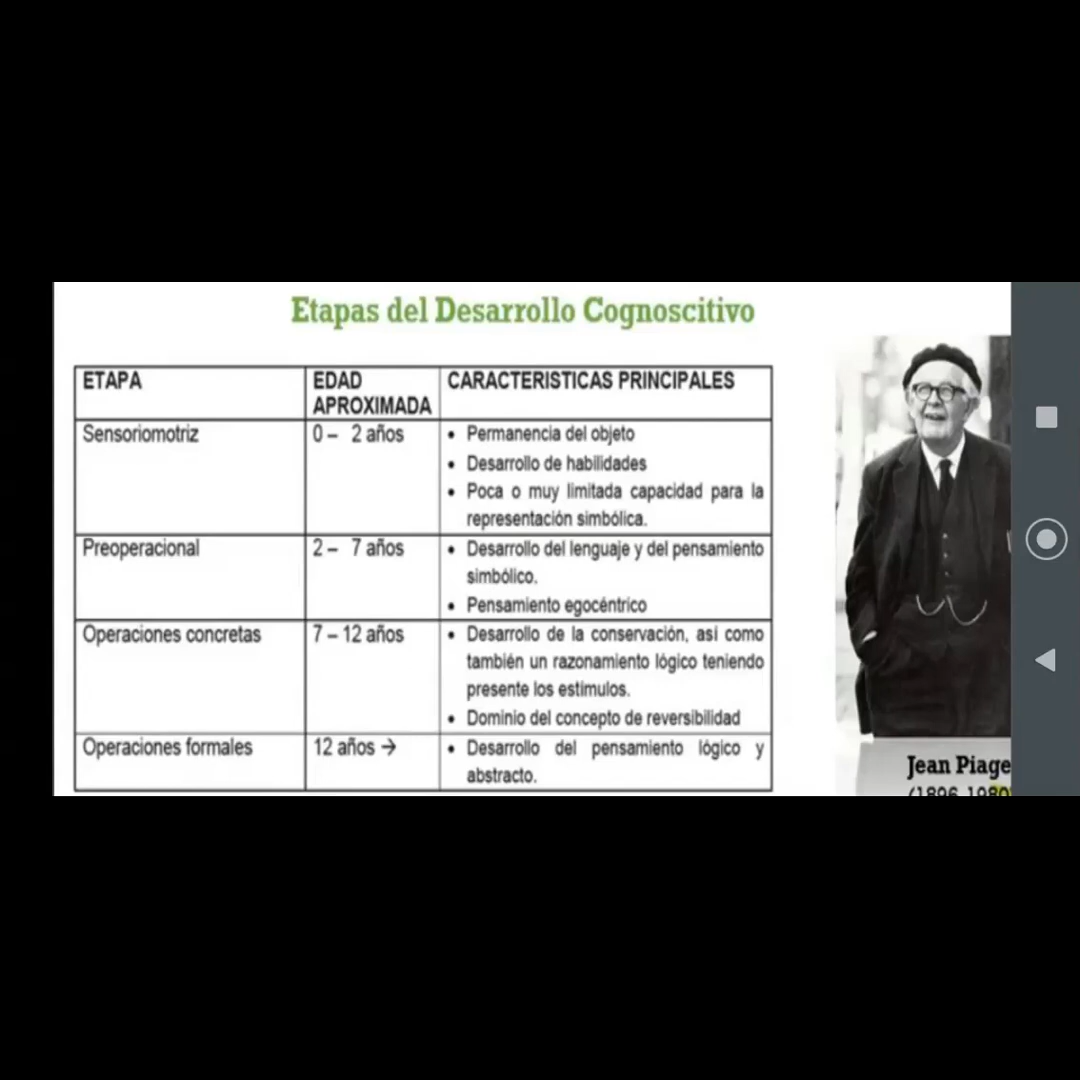 Etapas del Desarrollo Cognoscitivo
ETAPA
EDAD
APROXIMADA
CARACTERISTICAS PRINCIPALES
Sensoriomotriz
0 – 2 años
• Permanencia del objeto
• Desarrollo de habilidades
• Poca o muy limitada capacidad para la
representación simbólica.
Preoperacional
2 – 7 años
• Desarrollo del lenguaje y del pensamiento
simbólico.
• Pensamiento egocéntrico
Operaciones concretas
7 – 12 años
• Desarrollo de la conservación, así como
también un razonamiento lógico teniendo
presente los estímulos.
• Dominio del concepto de reversibilidad
Operaciones formales
12 años →
• Desarrollo del pensamiento lógico y
abstracto.
Jean Piage
(1896-1980